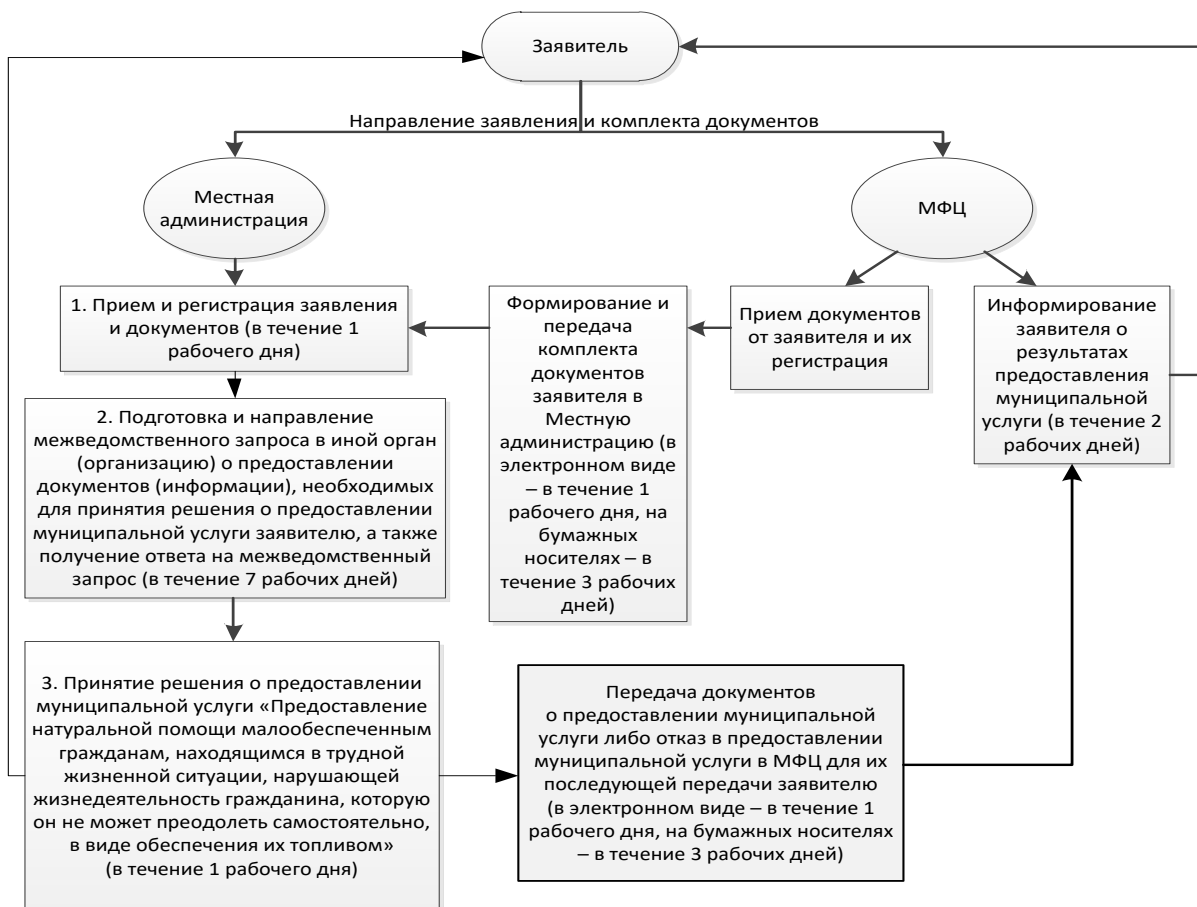 Заявитель
Направление заявления и комплекта документов
Местная
администрация
МФЦ
1. Прием и регистрация заявления
и документов (в течение 1
рабочего дня)
Формирование и
передача
комплекта
документов
заявителя в
Местную
администрацию (в
электронном виде
– в течение 1
рабочего дня, на
бумажных
носителях – в
течение 3 рабочих
дней)
Прием документов
от заявителя и их
регистрация
Информирование
заявителя о
результатах
предоставления
муниципальной
услуги (в течение 2
рабочих дней)
2. Подготовка и направление
межведомственного запроса в иной орган
(организацию) о предоставлении
документов (информации), необходимых
для принятия решения о предоставлении
муниципальной услуги заявителю, а также
получение ответа на межведомственный
запрос (в течение 7 рабочих дней)
3. Принятие решения о предоставлении
муниципальной услуги «Предоставление
натуральной помощи малообеспеченным
гражданам, находящимся в трудной
жизненной ситуации, нарушающей
жизнедеятельность гражданина, которую
он не может преодолеть самостоятельно,
в виде обеспечения их топливом»
(в течение 1 рабочего дня)
Передача документов
о предоставлении муниципальной
услуги либо отказ в предоставлении
муниципальной услуги в МФЦ для их
последующей передачи заявителю
(в электронном виде – в течение 1
рабочего дня, на бумажных носителях
– в течение 3 рабочих дней)